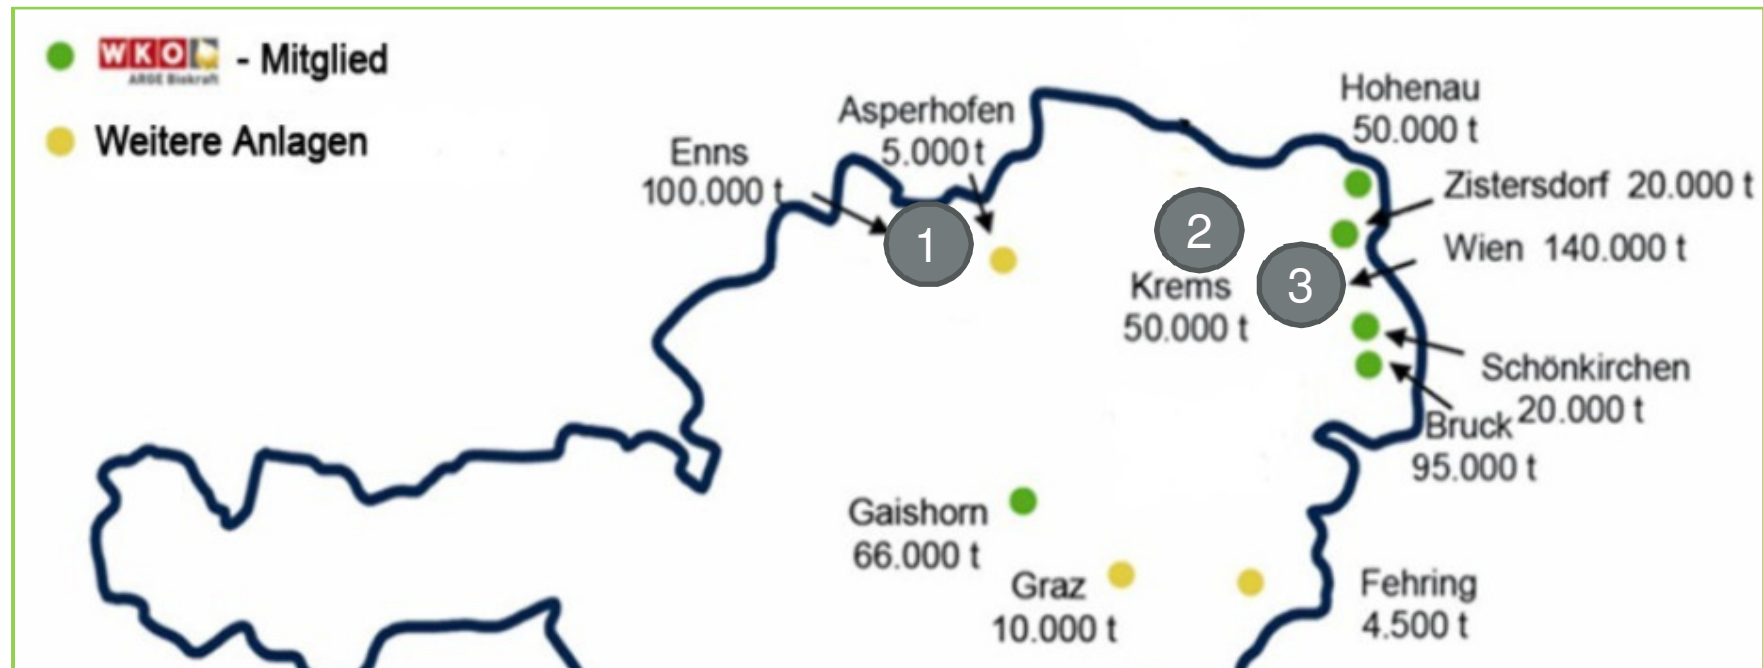 WKO
ARGE Biokraft
- Mitglied
Weitere Anlagen
Enns
100.000 t
Asperhofen
5.000 t
Hohenau
50.000 t
Zistersdorf 20.000 t
Wien 140.000 t
1
2
3
Krems
50.000 t
Schönkirchen
20.000 t
Bruck
95.000 t
Gaishorn
66.000 t
Graz
10.000 t
Fehring
4.500 t